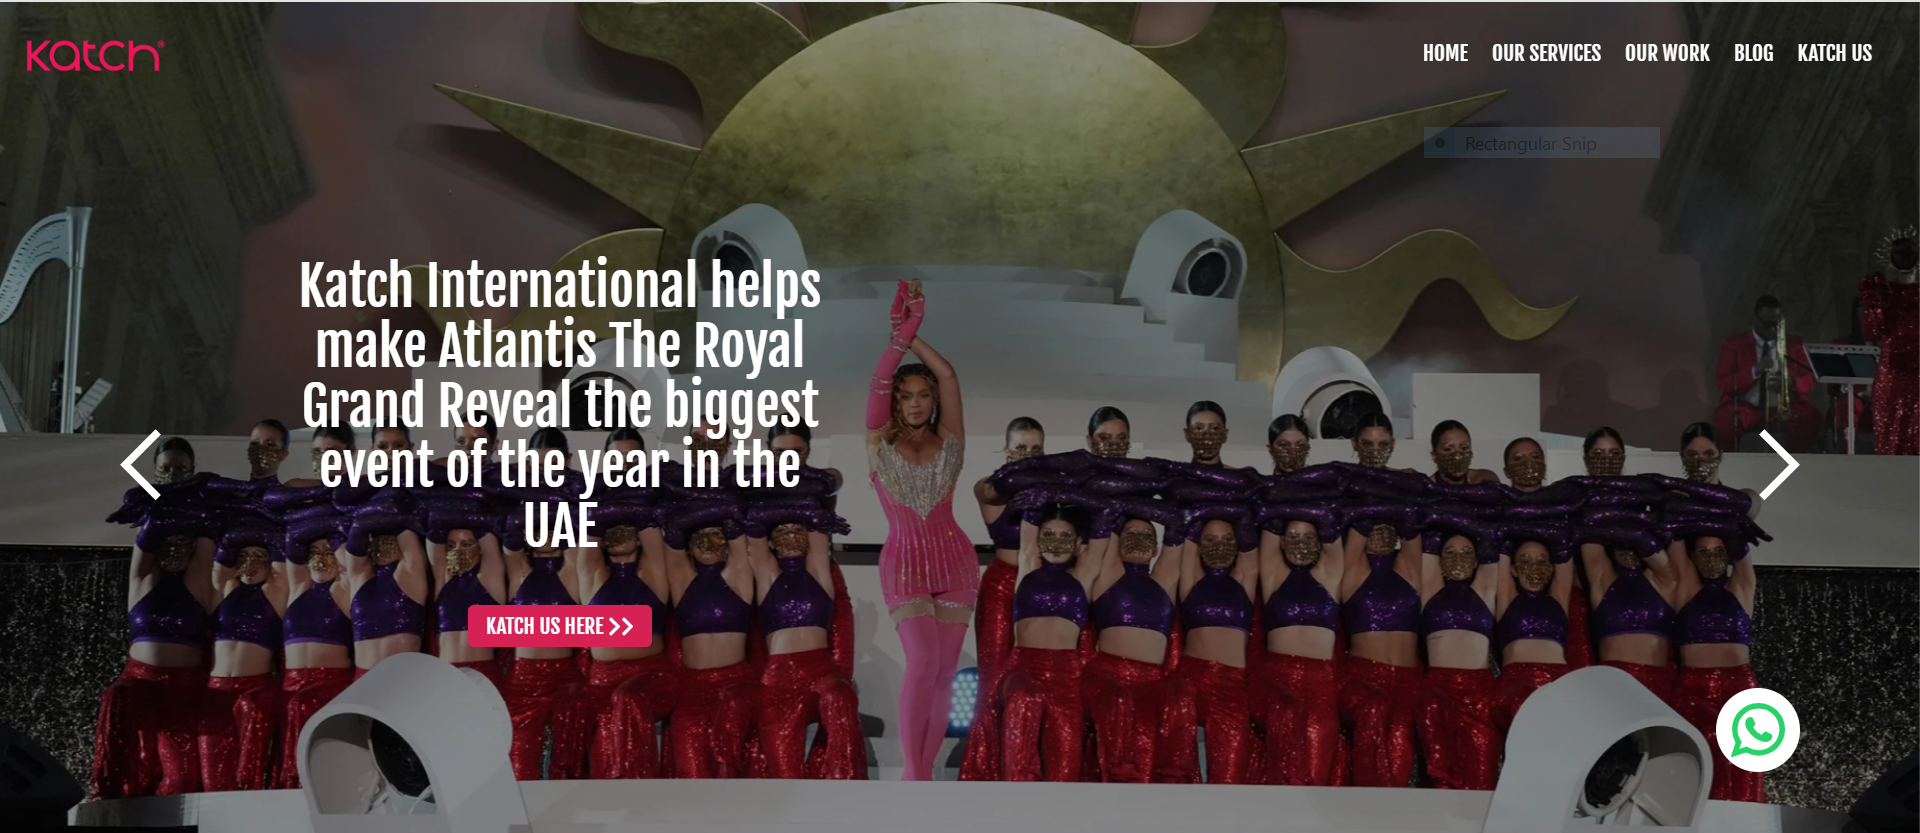 Katch®
HOME OUR SERVICES OUR WORK BLOG KATCH US
Rectangular Snip
Katch International helps
make Atlantis The Royal
Grand Reveal the biggest
event of the year in the
UAE
KATCH US HERE